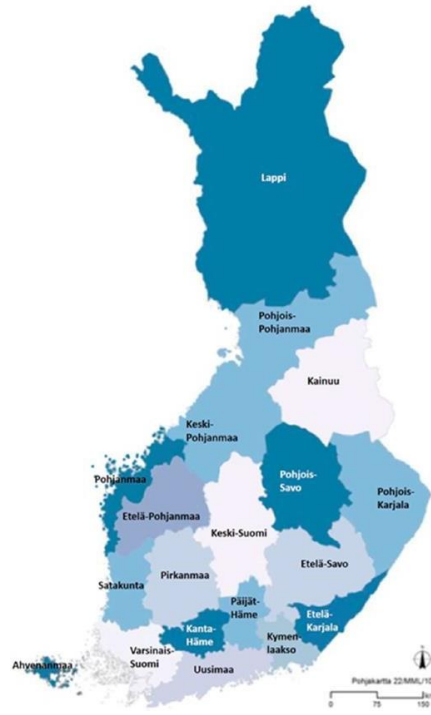 Lappi
Pohjois-
Pohjanmaa
Kainuu
Keski-
Pohjanmaa
Pohjanmaa
Pohjois-
Savo
Pohjois-
Karjala
Etelä-Pohjanmaa
Keski-Suomi
Etelä-Savo
Pirkanmaa
Satakunta
Päijät-
Häme
Etelä-
Karjala
Kanta-
Häme
Kymen-
laakso
Varsinais-
Suomi
Ahvenanmaa
Uusimaa
Pohjakartta 22/MML/10
0 75 150